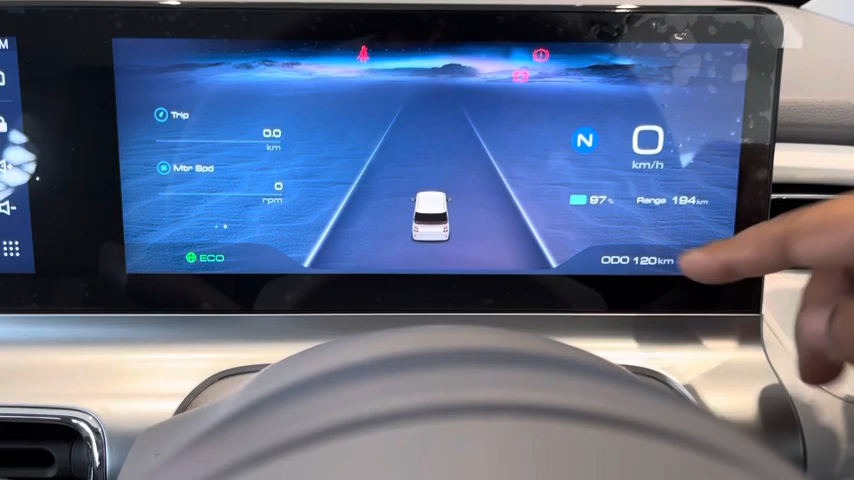 M
Trip
0.0
km
Mtr Spd
0
rpm
ECO
N
0
km/h
97%
Range 194km
ODO 120km